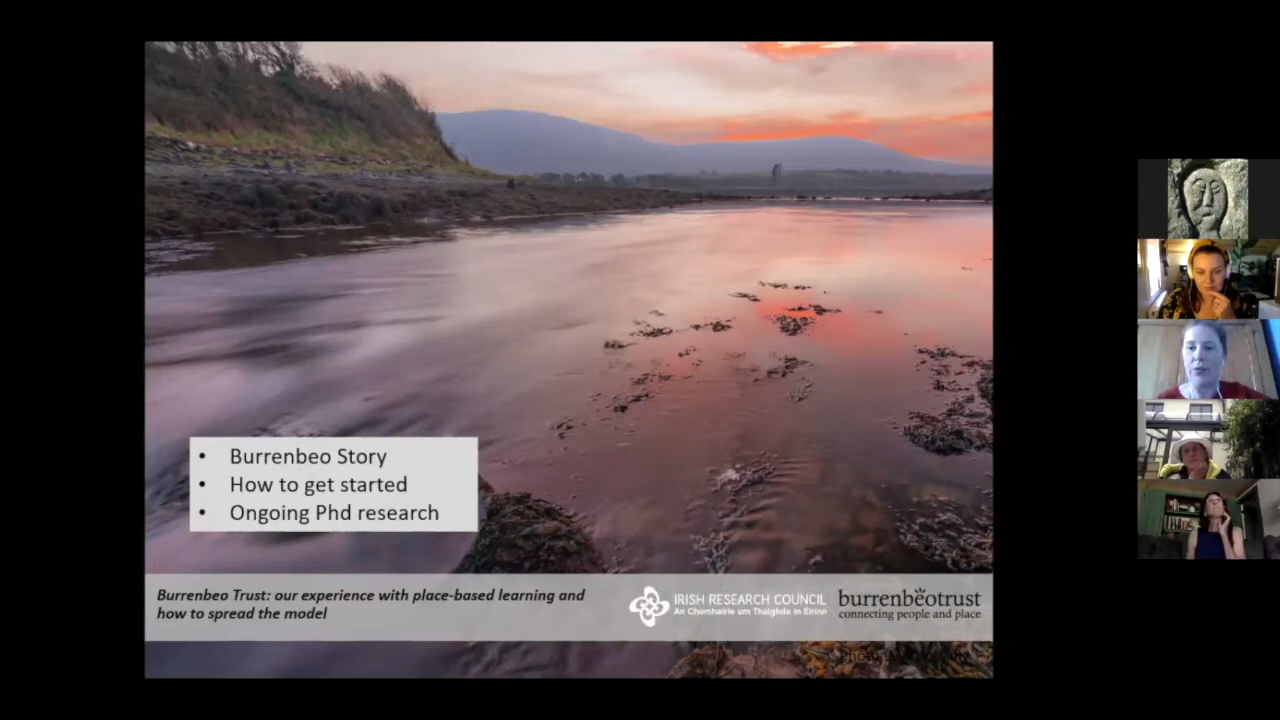 • Burrenbeo Story
• How to get started
• Ongoing Phd research
Burrenbeo Trust: our experience with place-based learning and
how to spread the model
IRISH RESEARCH COUNCIL
An Chomhairle um Thaighde in Éirinn
burrenbeotrust
connecting people and place